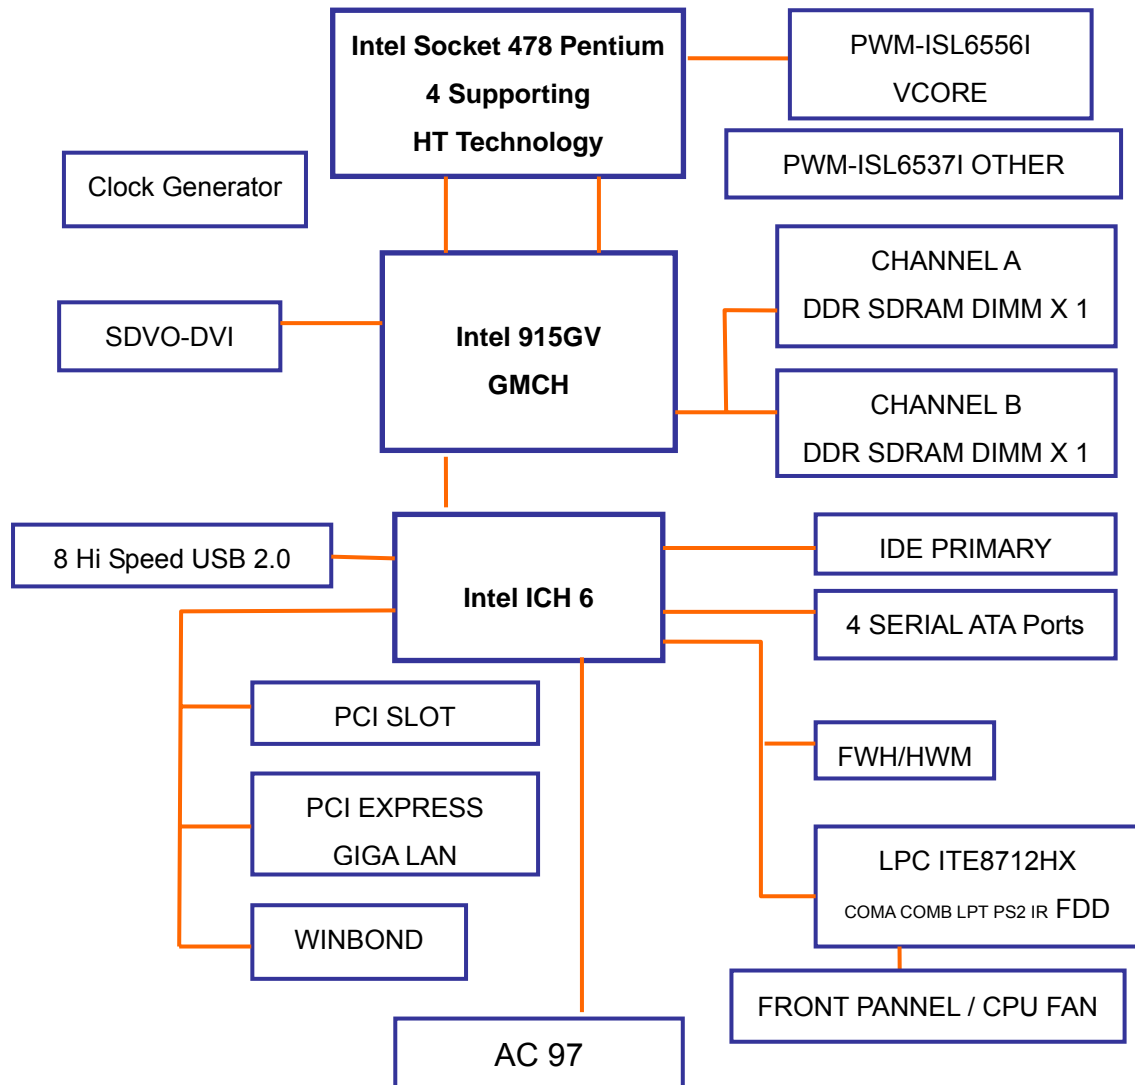 Intel Socket 478 Pentium
4 Supporting
HT Technology
PWM-ISL6556I
VCORE
PWM-ISL6537I OTHER
Clock Generator
CHANNEL A
DDR SDRAM DIMM X 1
SDVO-DVI
Intel 915GV
GMCH
CHANNEL B
DDR SDRAM DIMM X 1
8 Hi Speed USB 2.0
Intel ICH 6
IDE PRIMARY
4 SERIAL ATA Ports
PCI SLOT
FWH/HWM
PCI EXPRESS
GIGA LAN
LPC ITE8712HX
COMA COMB LPT PS2 IR FDD
WINBOND
FRONT PANNEL / CPU FAN
AC 97